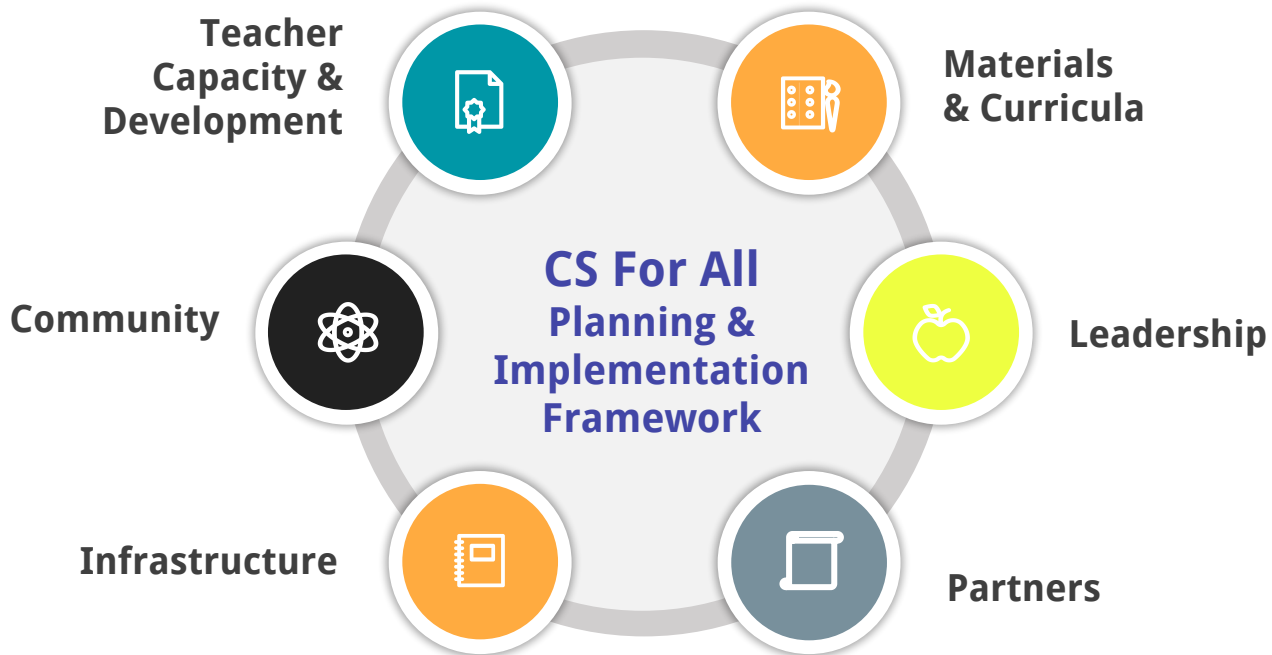 Teacher
Capacity &
Development
Materials
& Curricula
Community
CS For All
Planning &
Implementation
Framework
Leadership
Infrastructure
Partners